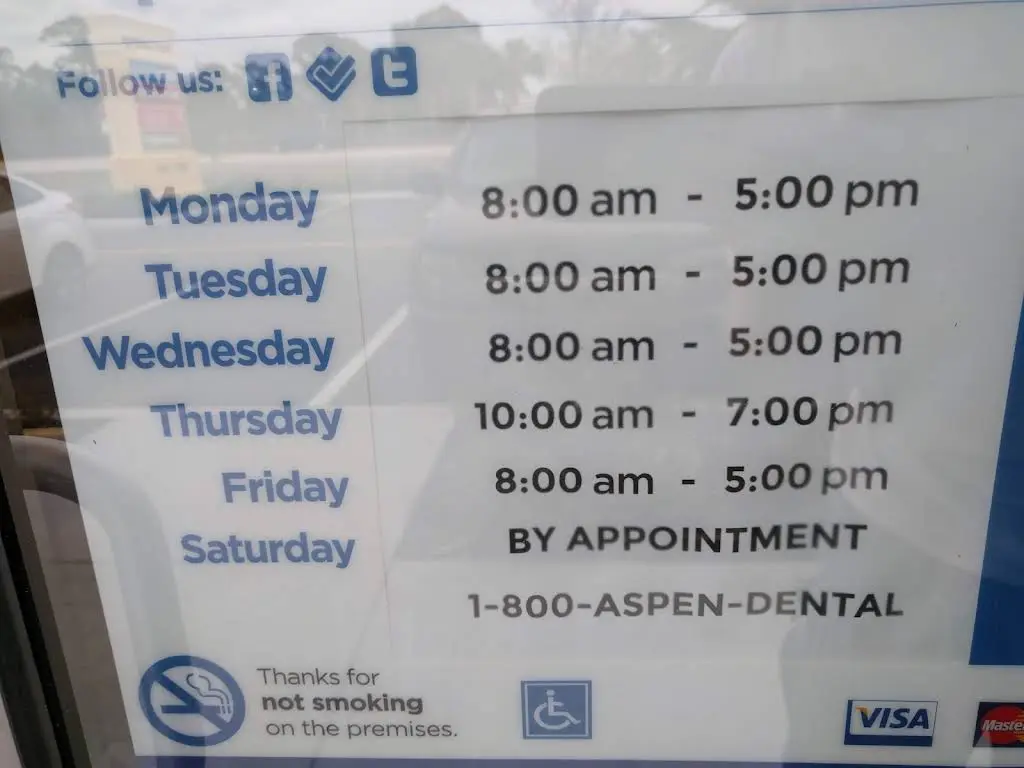 Follow us:
Monday 8:00 am - 5:00 pm
Tuesday 8:00 am - 5:00 pm
Wednesday 8:00 am - 5:00 pm
Thursday 10:00 am - 7:00 pm
Friday 8:00 am - 5:00 pm
Saturday BY APPOINTMENT
1-800-ASPEN-DENTAL
Thanks for
not smoking
on the premises.
VISA
Maste